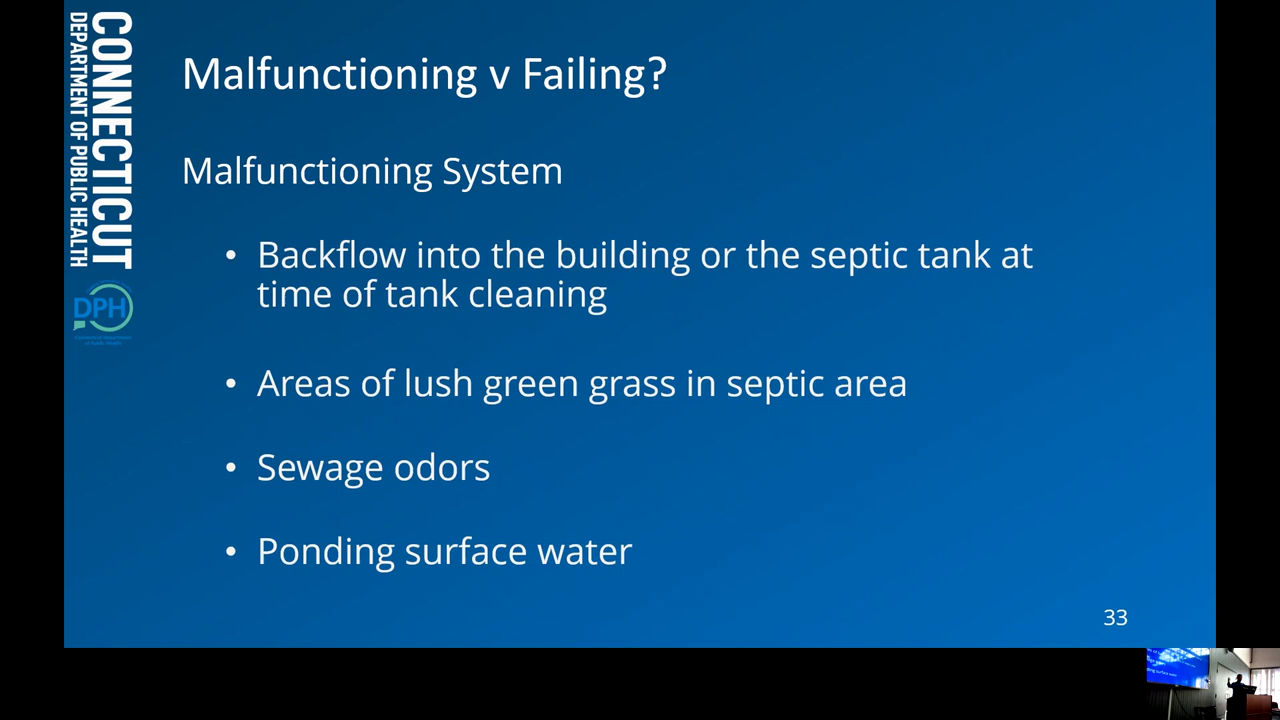 CONNECTICUT
DEPARTMENT OF PUBLIC HEALTH
DPH
Malfunctioning v Failing?
Malfunctioning System
• Backflow into the building or the septic tank at
time of tank cleaning
• Areas of lush green grass in septic area
• Sewage odors
• Ponding surface water
33